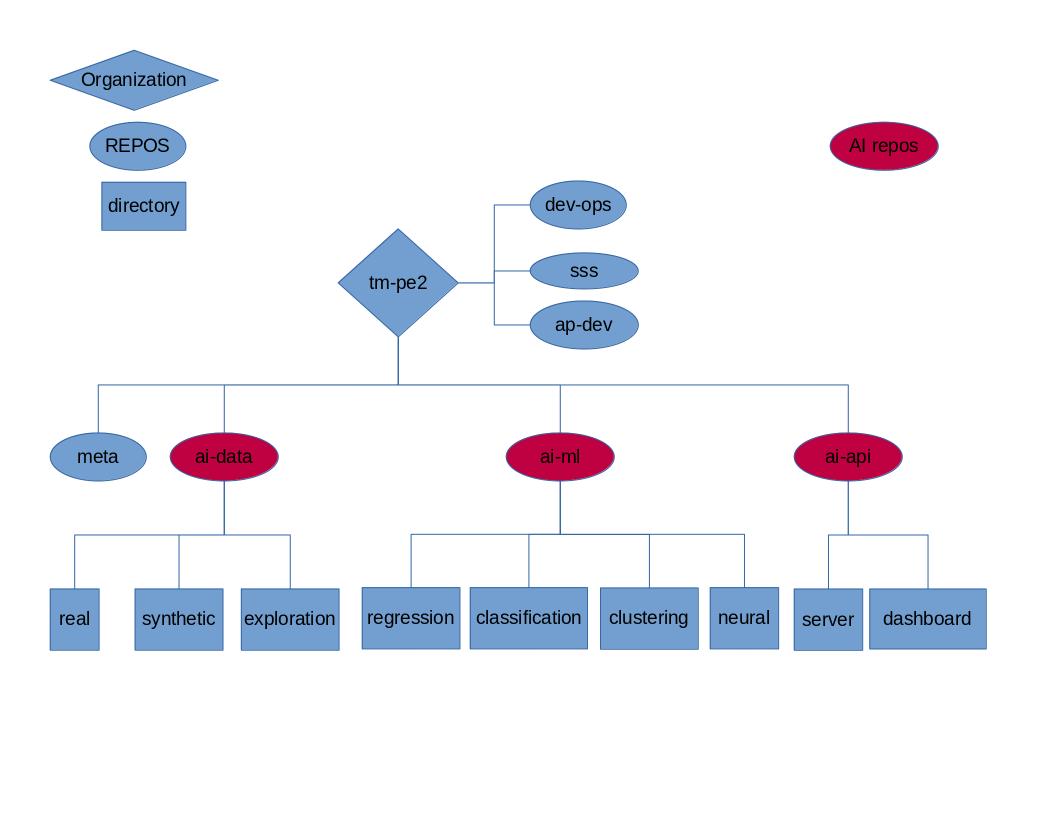 Organization
REPOS
AI repos
directory
dev-ops
sss
tm-pe2
ap-dev
meta
ai-data
ai-ml
ai-api
real
synthetic
exploration
regression
classification
clustering
neural
server
dashboard